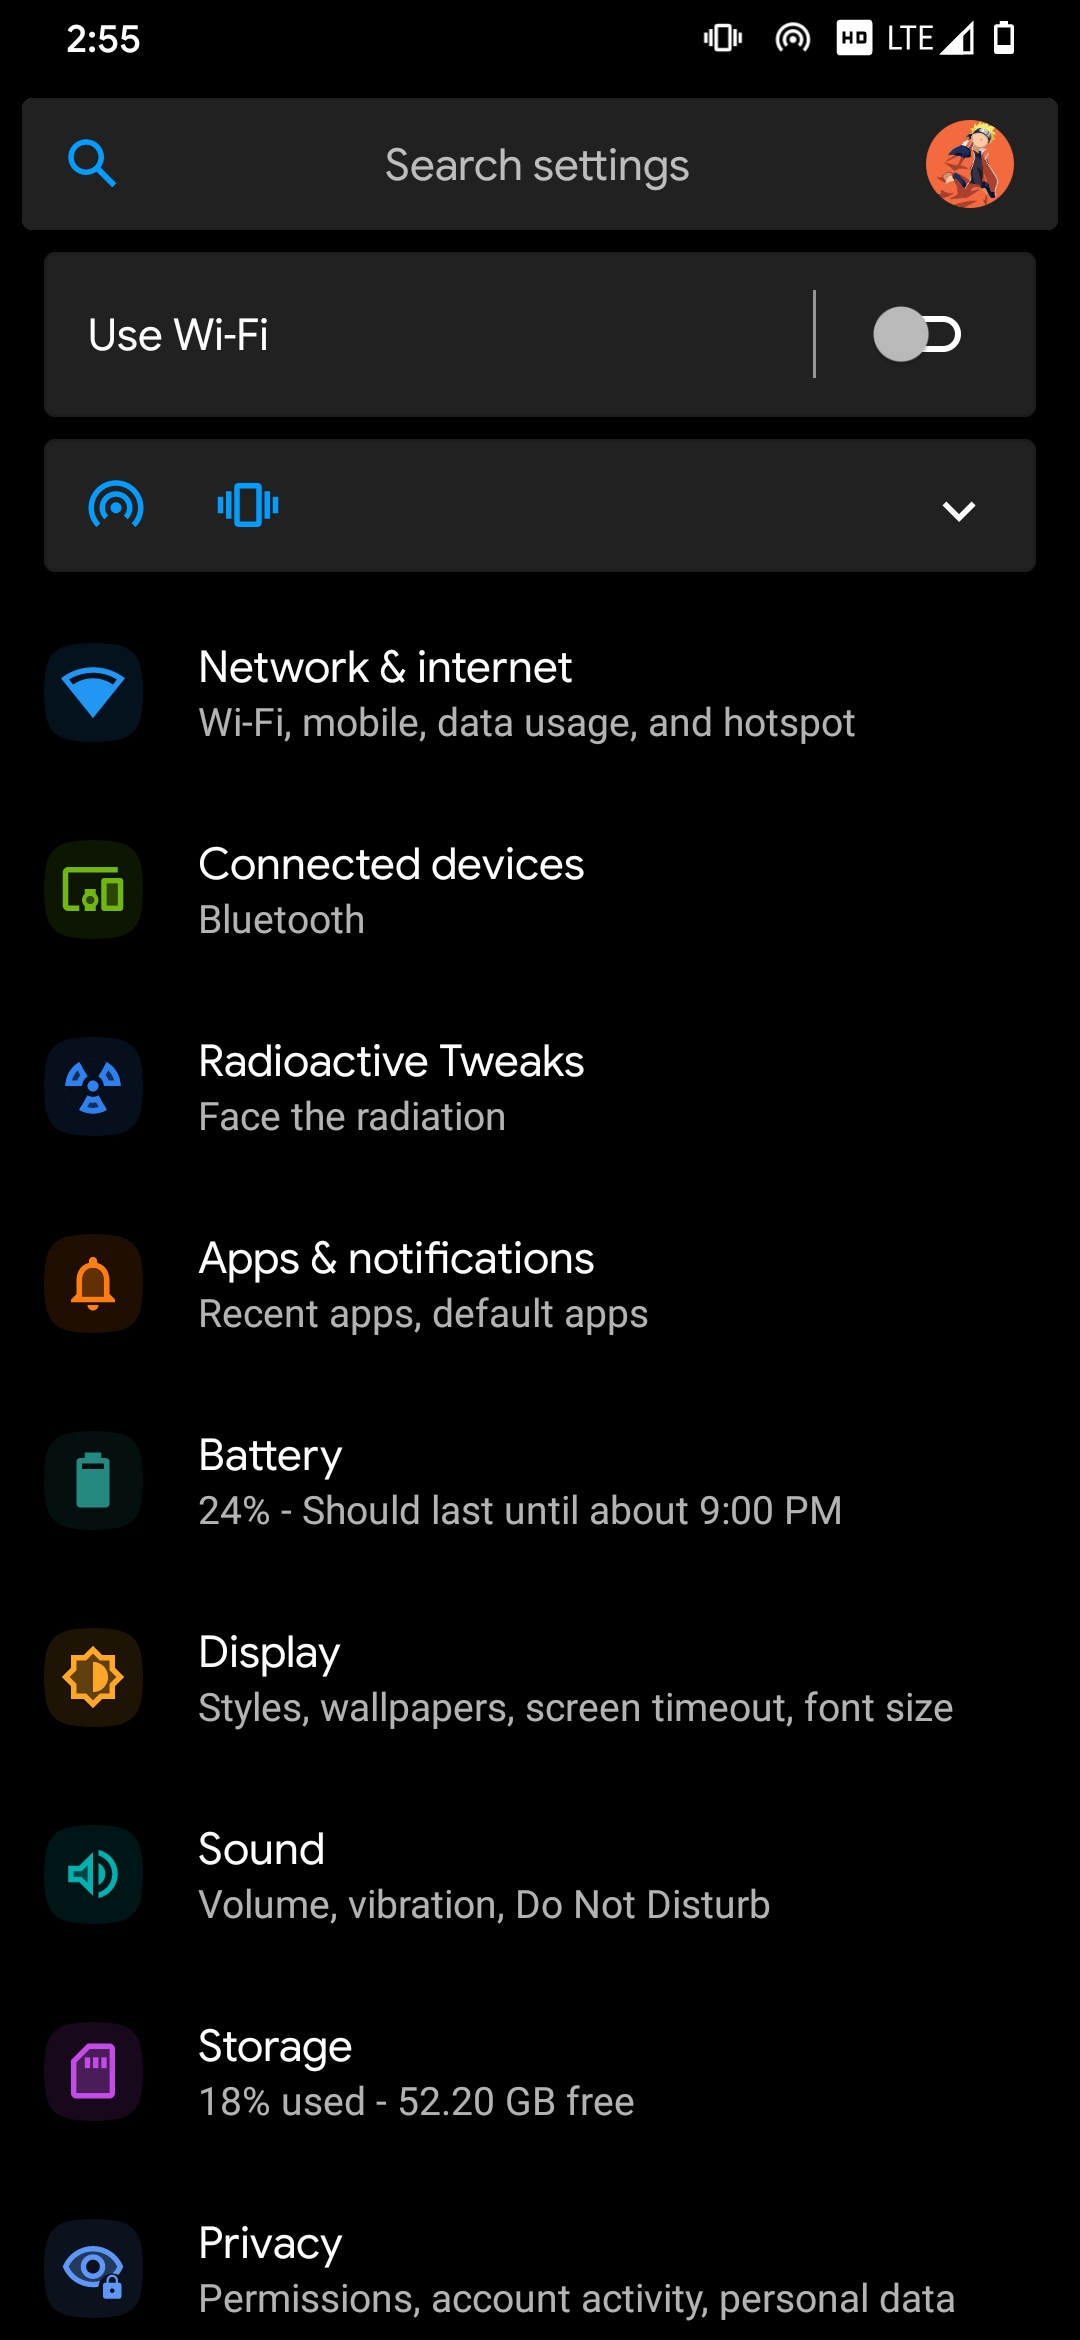 2:55
HD LTE
Search settings
Use Wi-Fi
Network & internet
Wi-Fi, mobile, data usage, and hotspot
Connected devices
Bluetooth
Radioactive Tweaks
Face the radiation
Apps & notifications
Recent apps, default apps
Battery
24% - Should last until about 9:00 PM
Display
Styles, wallpapers, screen timeout, font size
Sound
Volume, vibration, Do Not Disturb
Storage
18% used - 52.20 GB free
Privacy
Permissions, account activity, personal data